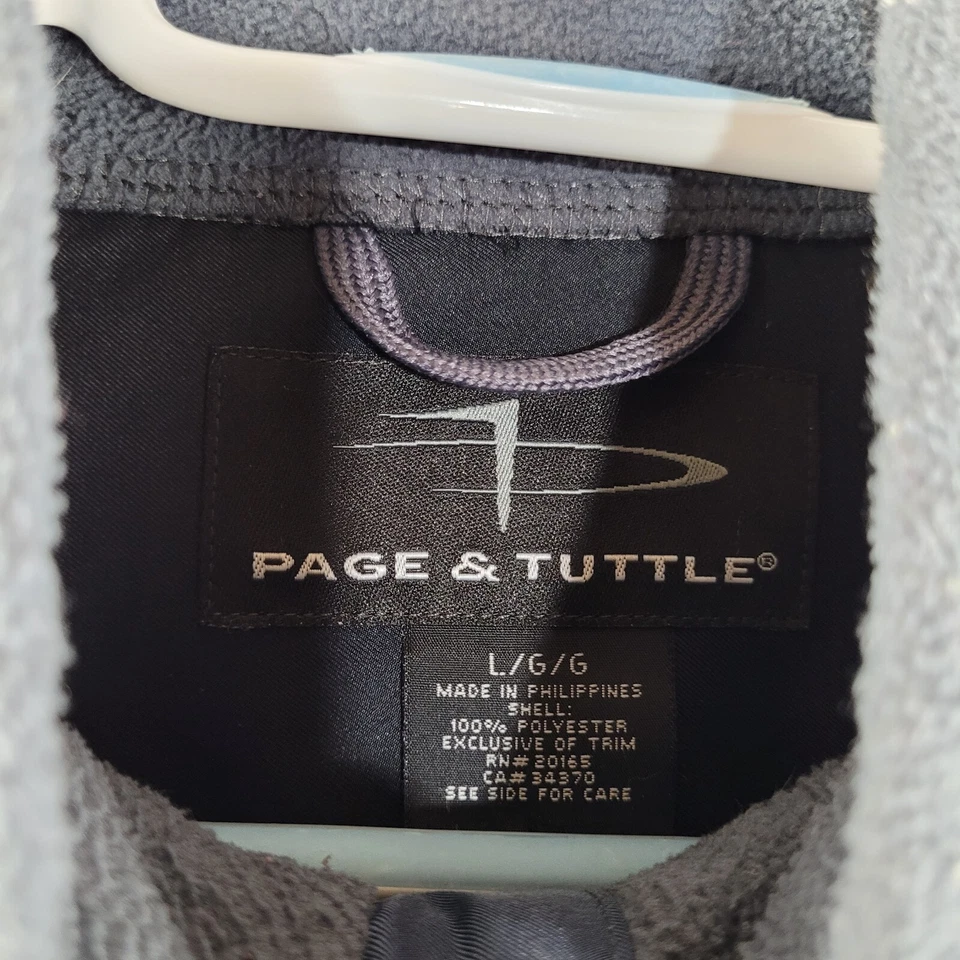 PAGE & TUTTLE®
L/G/G
MADE IN PHILIPPINES
SHELL:
100% POLYESTER
EXCLUSIVE OF TRIM
RN# 20165
CA# 34370
SEE SIDE FOR CARE